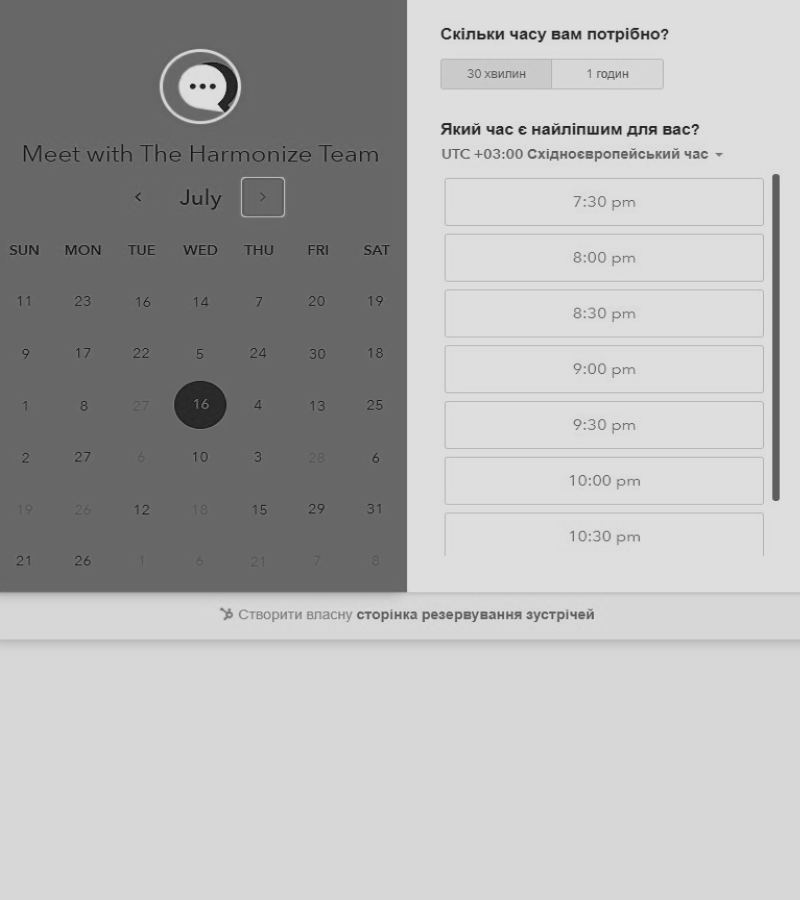 Meet with The Harmonize Team
July
SUN MON TUE WED THU FRI SAT
11 23 16 14 7 20 19
9 17 22 5 24 30 18
1 8 27 16 4 13 25
2 27 6 10 3 28 6
19 26 12 18 15 29 31
21 26 1 6 21 7 8
Скільки часу вам потрібно?
30 хвилин 1 годин
Який час є найліпшим для вас?
UTC +03:00 Східноєвропейський час
7:30 pm
8:00 pm
8:30 pm
9:00 pm
9:30 pm
10:00 pm
10:30 pm
Створити власну сторінка резервування зустрічей